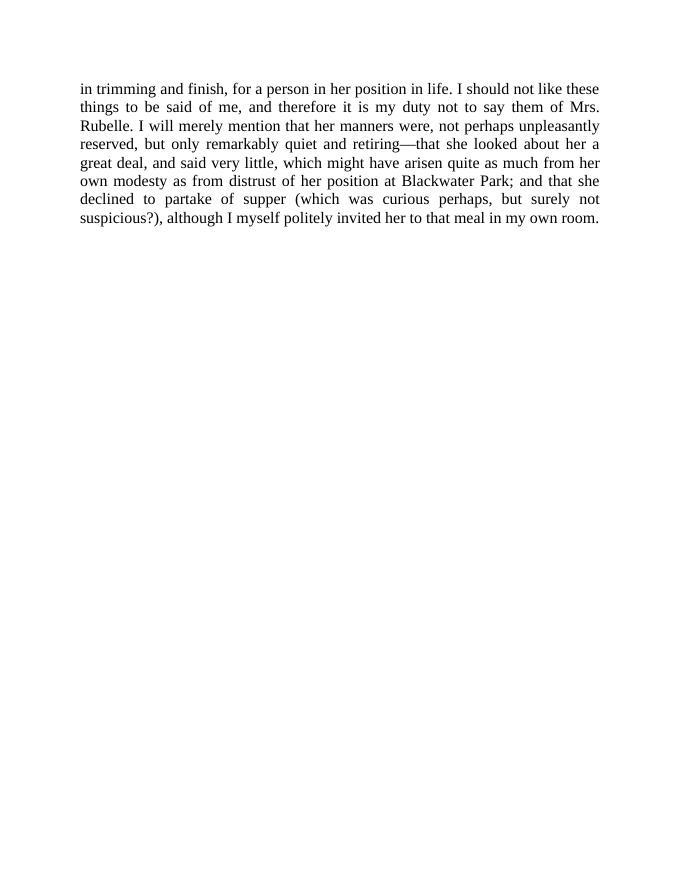 in trimming and finish, for a person in her position in life. I should not like these
things to be said of me, and therefore it is my duty not to say them of Mrs.
Rubelle. I will merely mention that her manners were, not perhaps unpleasantly
reserved, but only remarkably quiet and retiring—that she looked about her a
great deal, and said very little, which might have arisen quite as much from her
own modesty as from distrust of her position at Blackwater Park; and that she
declined to partake of supper (which was curious perhaps, but surely not
suspicious?), although I myself politely invited her to that meal in my own room.